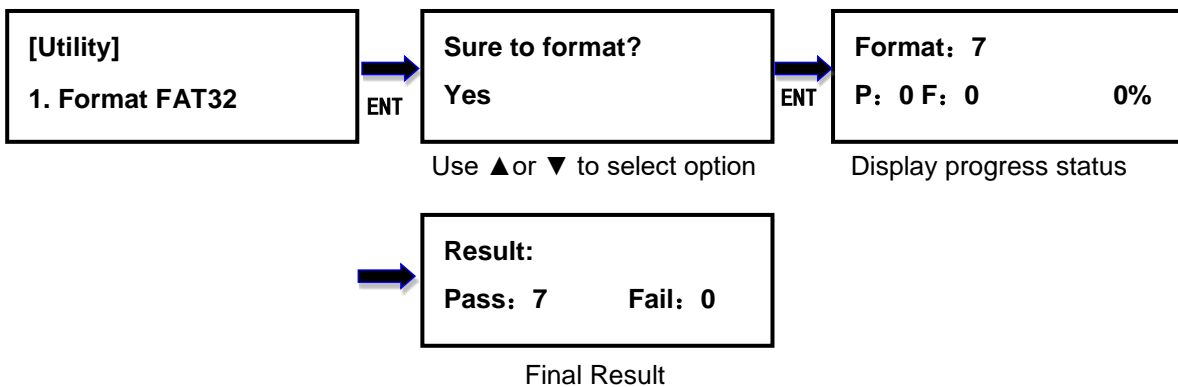 [Utility]
1. Format FAT32
ENT
Sure to format?
Yes
Use ▲or ▼ to select option
ENT
Format：7
P：0 F：0 0%
Display progress status
Result:
Pass：7 Fail：0
Final Result